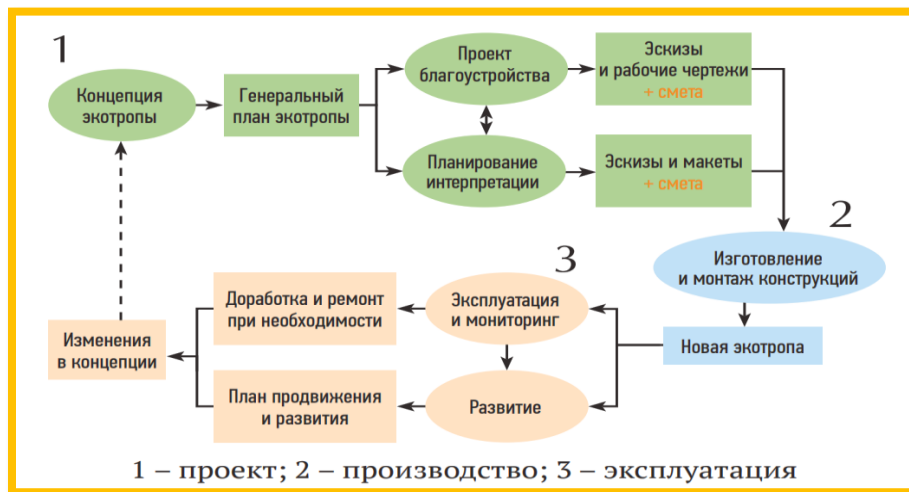 1
Концепция
экотропы
Генеральный
план экотропы
Проект
благоустройства
Эскизы
и рабочие чертежи
+ смета
Планирование
интерпретации
Эскизы и макеты
+ смета
2
Изготовление
и монтаж конструкций
Новая экотропа
3
Эксплуатация
и мониторинг
Развитие
Доработка и ремонт
при необходимости
План продвижения
и развития
Изменения
в концепции
1 – проект; 2 – производство; 3 – эксплуатация